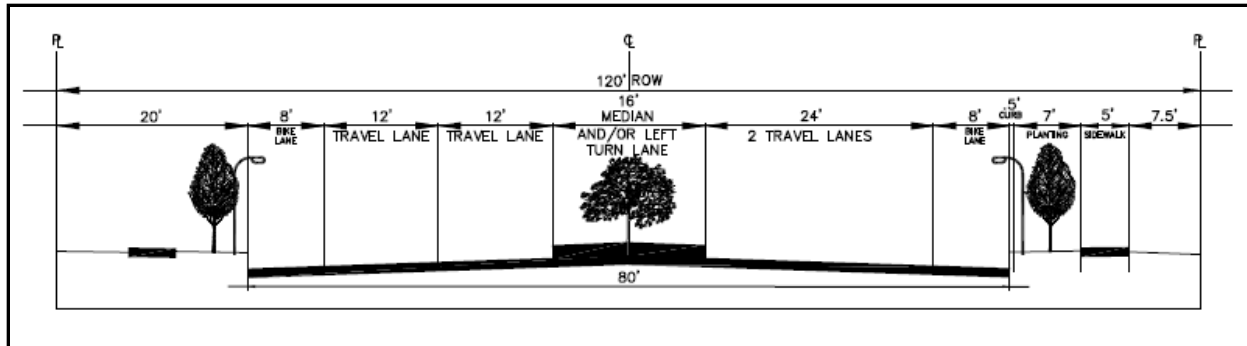 PL
CL
PL
120' ROW
20'
8'
BIKE
LANE
12'
TRAVEL LANE
12'
TRAVEL LANE
16'
MEDIAN
AND/OR LEFT
TURN LANE
24'
2 TRAVEL LANES
8'
BIKE
LANE
.5'
CURB
7'
PLANTING
5'
SIDEWALK
7.5'
80'